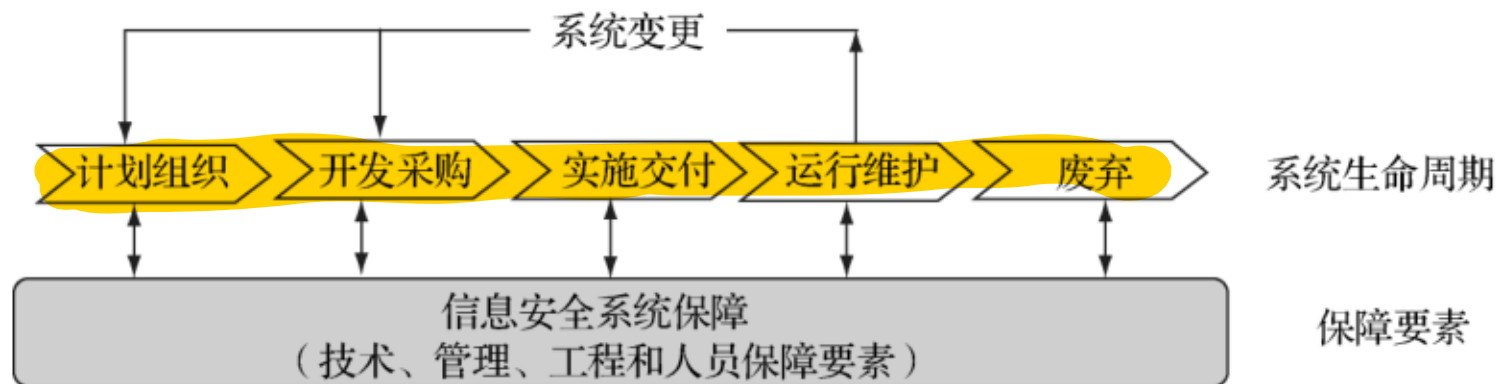 系统变更
计划组织
开发采购
实施交付
运行维护
废弃
系统生命周期
信息安全系统保障
（技术、管理、工程和人员保障要素）
保障要素